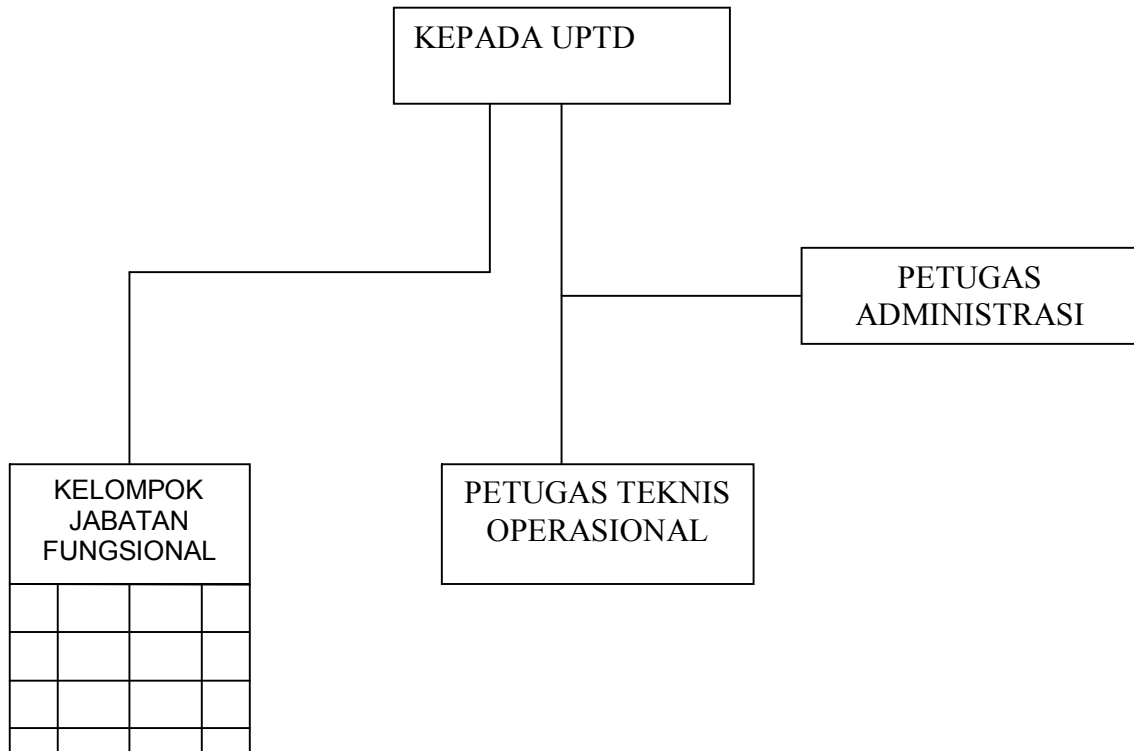 KEPADA UPTD
PETUGAS
ADMINISTRASI
KELOMPOK
JABATAN
FUNGSIONAL
PETUGAS TEKNIS
OPERASIONAL